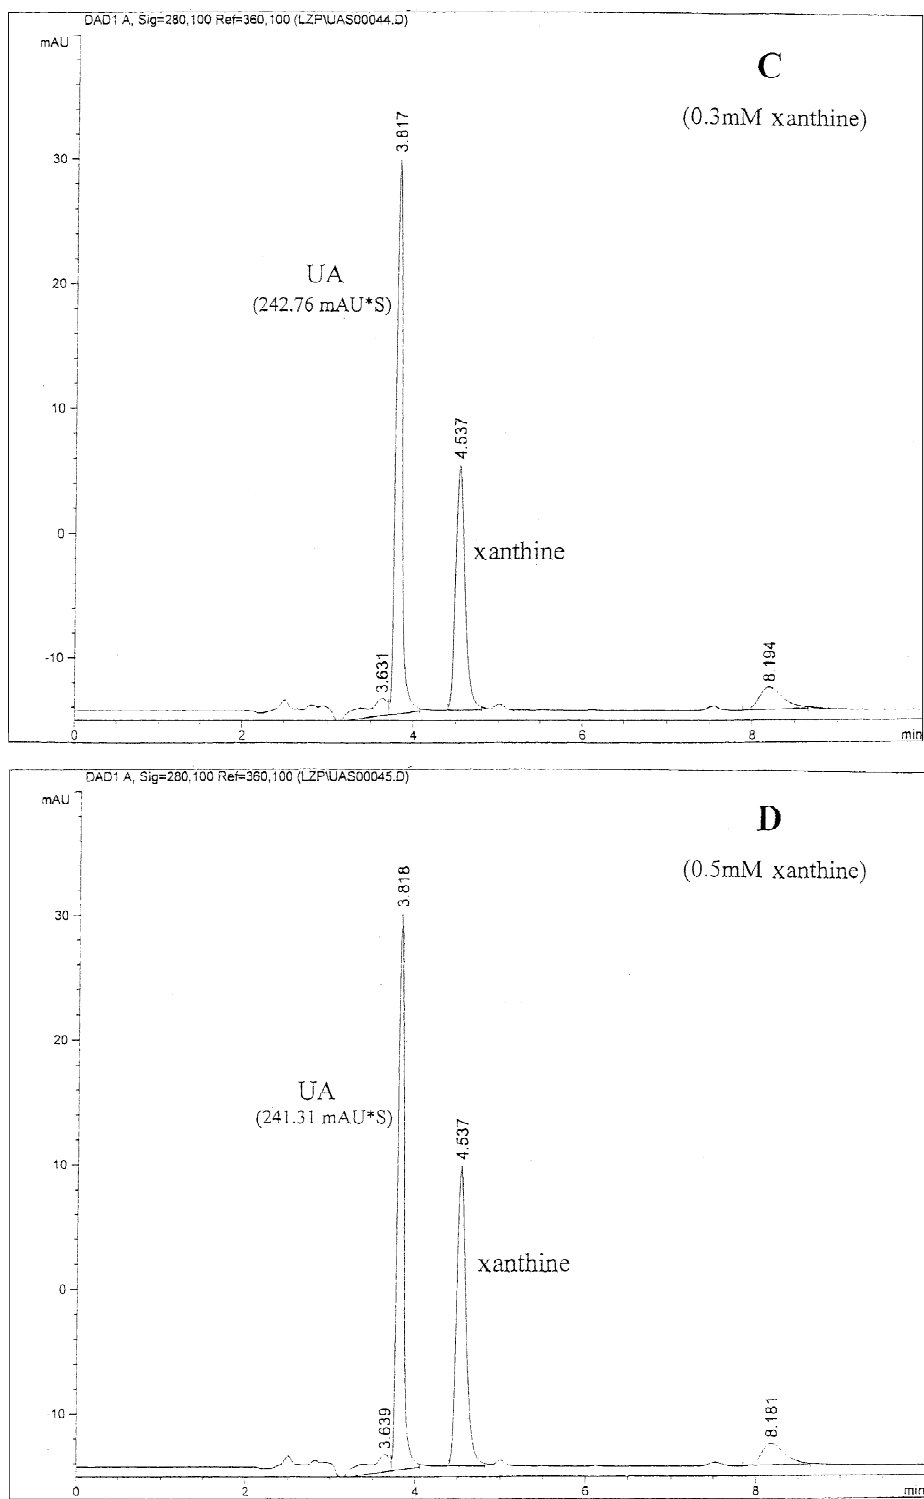 DAD1 A, Sig=280,100 Ref=360,100 (LZP\UAS00044.D)
mAU
C
(0.3mM xanthine)
3.817
30
UA
(242.76 mAU*S)
20
10
4.537
0
xanthine
-10
3.631
8.194
0
2
4
6
8
min
DAD1 A, Sig=280,100 Ref=360,100 (LZP\UAS00045.D)
mAU
D
(0.5mM xanthine)
3.818
30
20
UA
(241.31 mAU*S)
4.537
10
xanthine
0
10
3.639
8.181
0
2
4
6
8
min